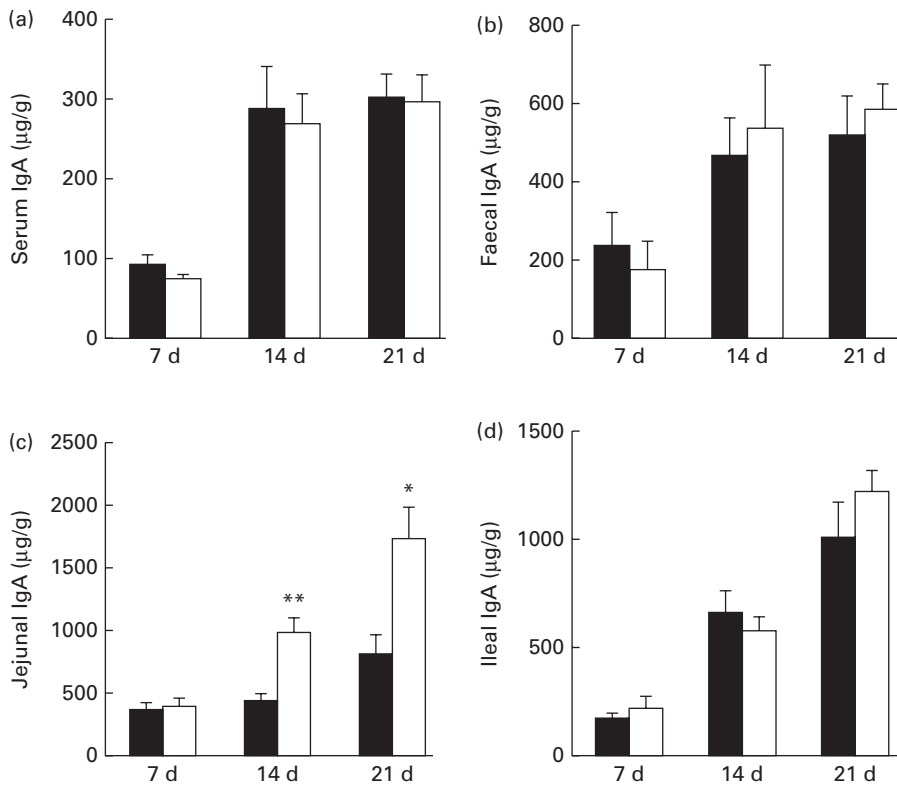 (a)
400
300
200
100
0
Serum IgA (μg/g)
7 d 14 d 21 d
(b)
800
600
400
200
0
Faecal IgA (μg/g)
7 d 14 d 21 d
(c)
2500
2000
1500
1000
500
0
Jejunal IgA (μg/g)
**
*
7 d 14 d 21 d
(d)
1500
1000
500
0
Ileal IgA (μg/g)
7 d 14 d 21 d